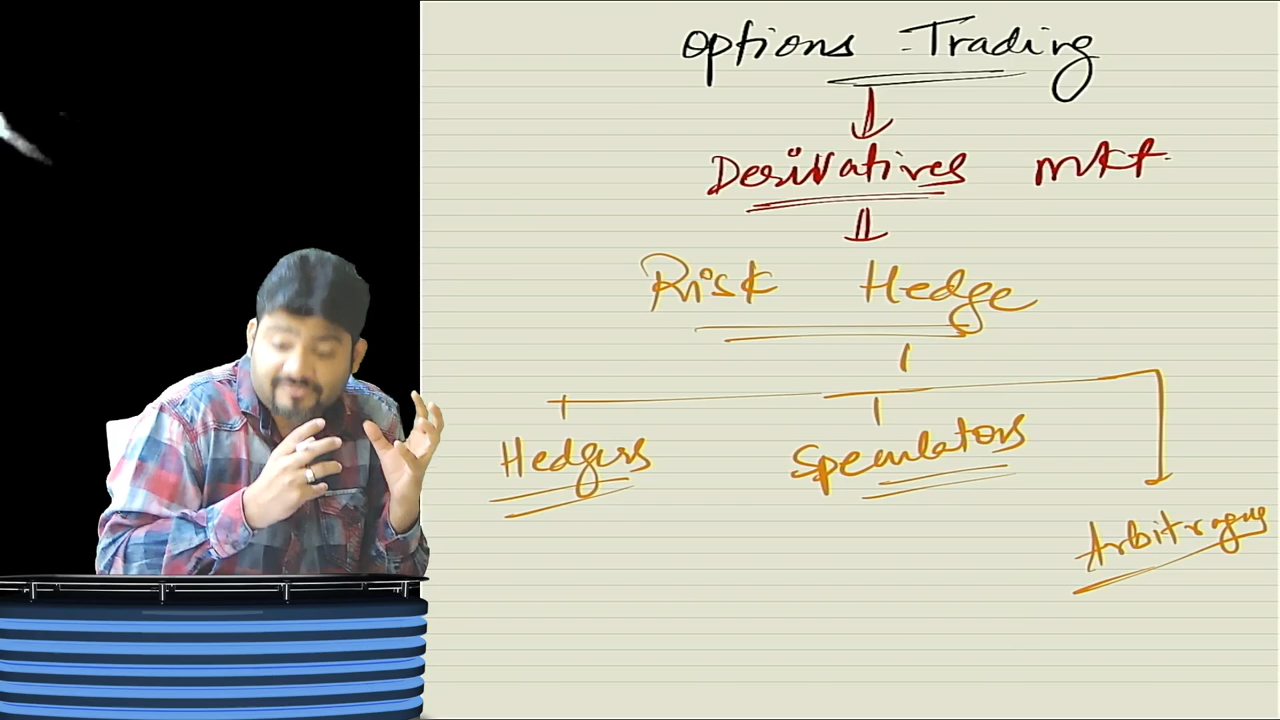 options :Trading
Derivatives mkt.
Risk Hedge
Hedgers
Speculators
Arbitragers